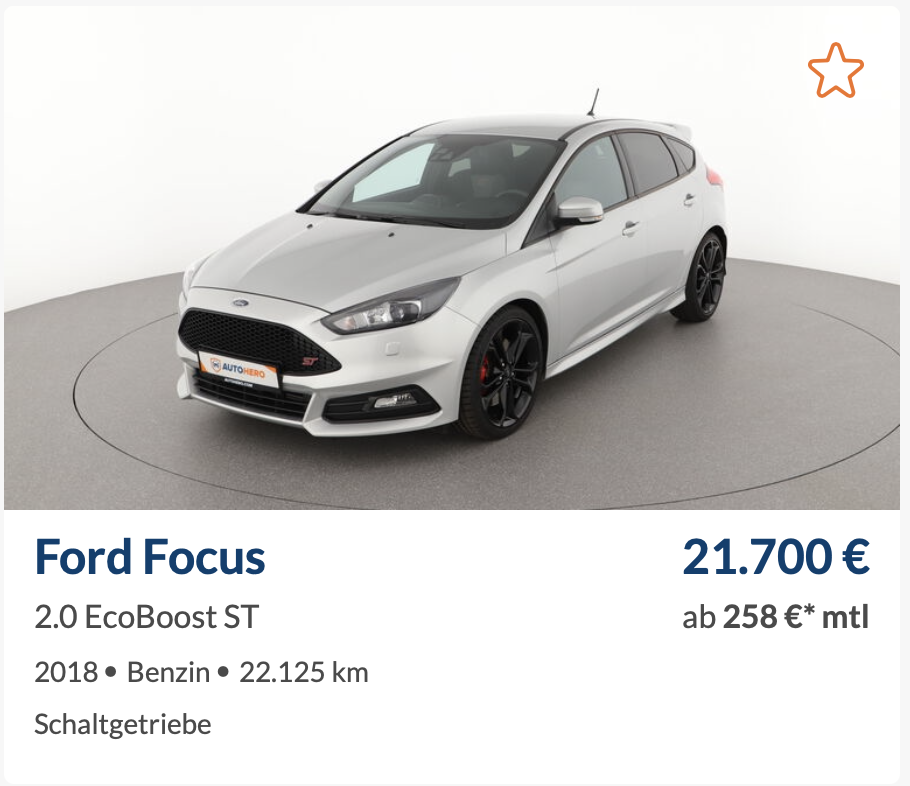 Ford
ST
AUTOHERO
Ford Focus
21.700 €
2.0 EcoBoost ST
ab 258 €* mtl
2018 • Benzin • 22.125 km
Schaltgetriebe